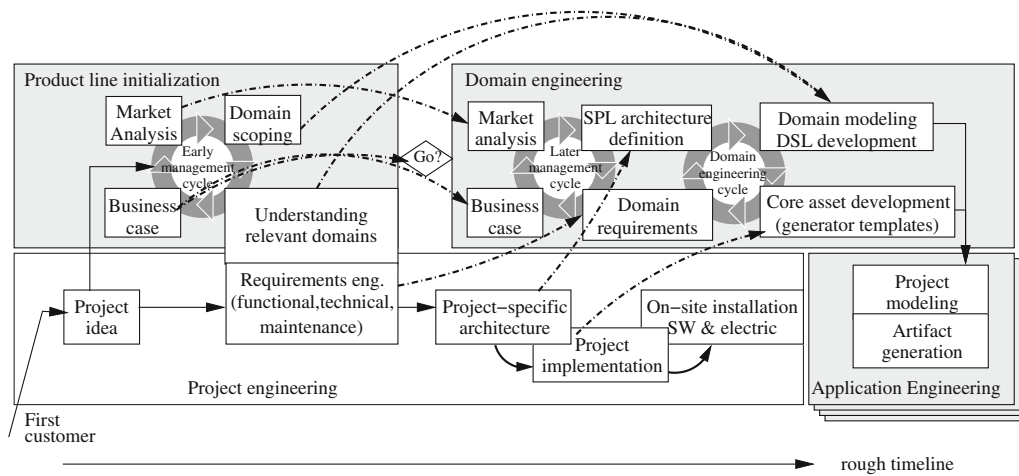 Product line initialization
Market
Analysis
Domain
scoping
Early
management
cycle
Business
case
Understanding
relevant domains
Go?
Domain engineering
Market
analysis
SPL architecture
definition
Later
management
cycle
Domain
engineering
cycle
Business
case
Domain
requirements
Domain modeling
DSL development
Core asset development
(generator templates)
Project
idea
Requirements eng.
(functional,technical,
maintenance)
Project−specific
architecture
Project
implementation
On−site installation
SW & electric
Project engineering
Project
modeling
Artifact
generation
Application Engineering
First
customer
rough timeline